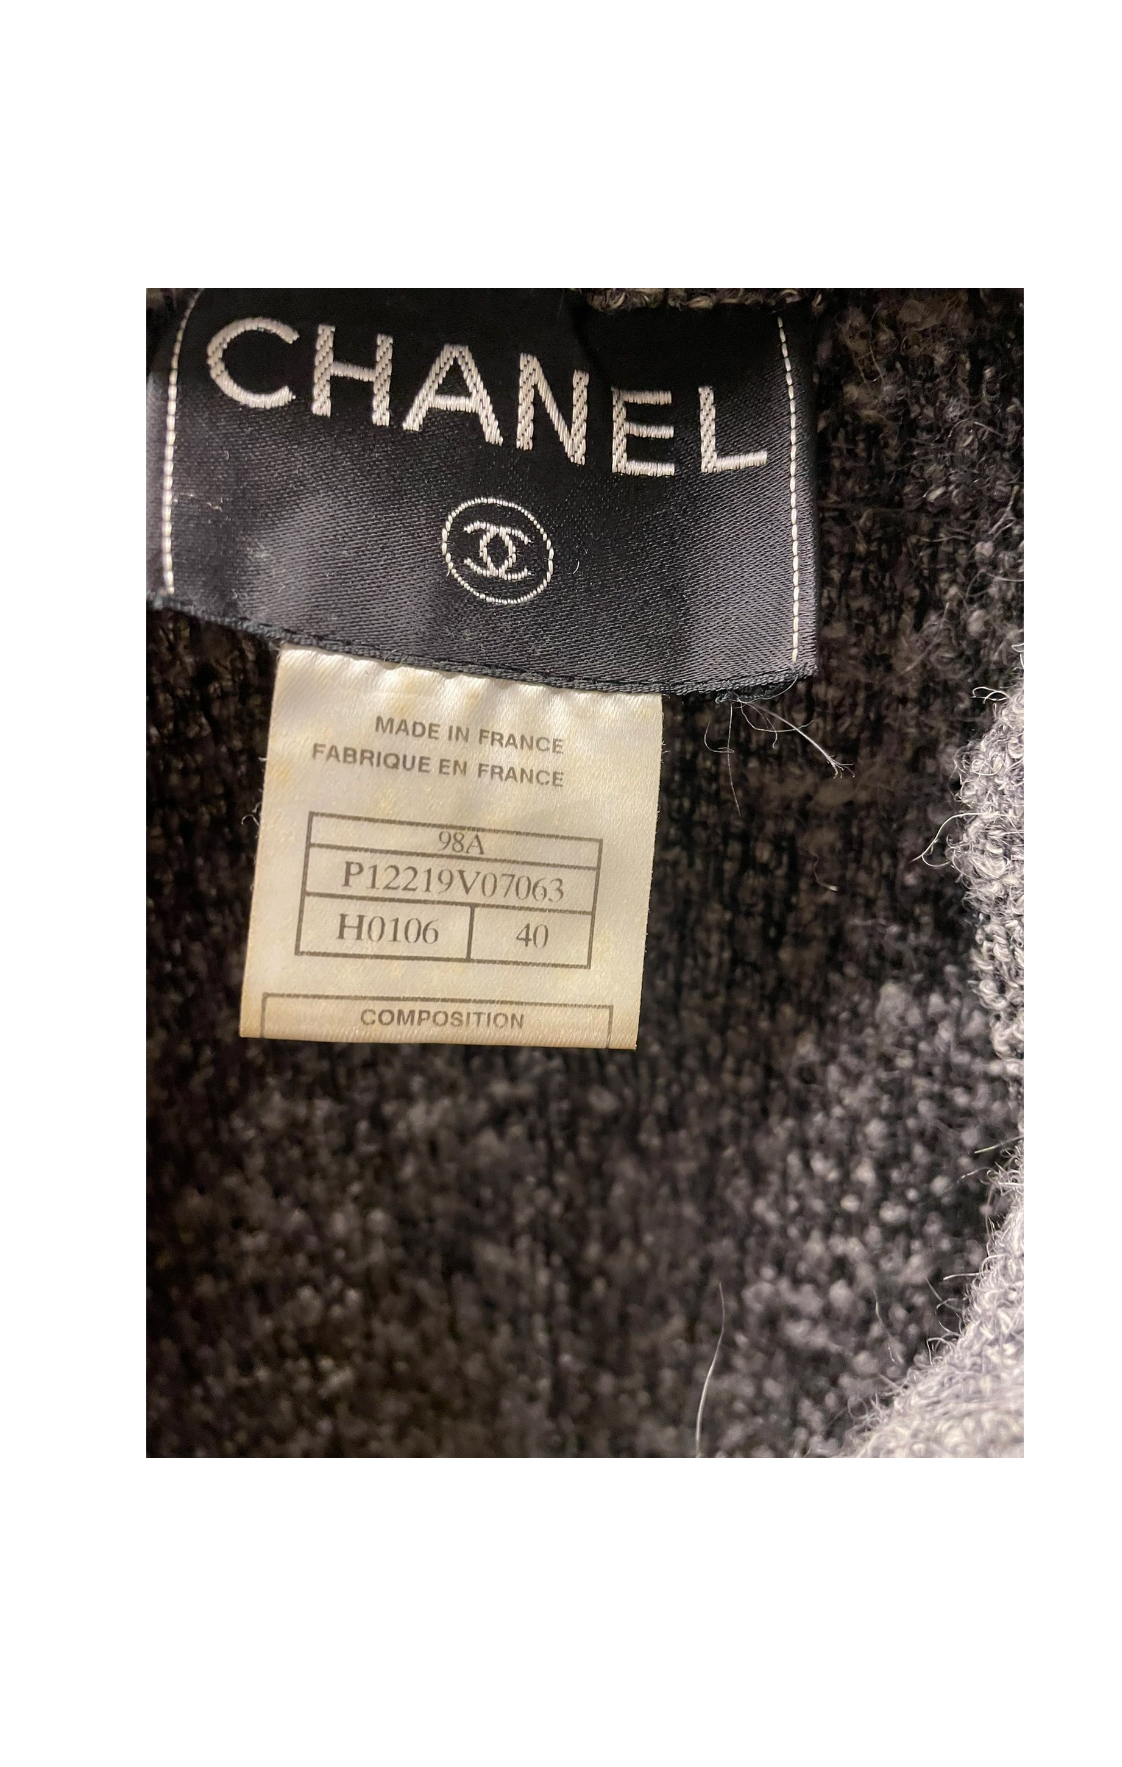 CHANEL
MADE IN FRANCE
FABRIQUE EN FRANCE
98A
P12219V07063
H0106 40
COMPOSITION